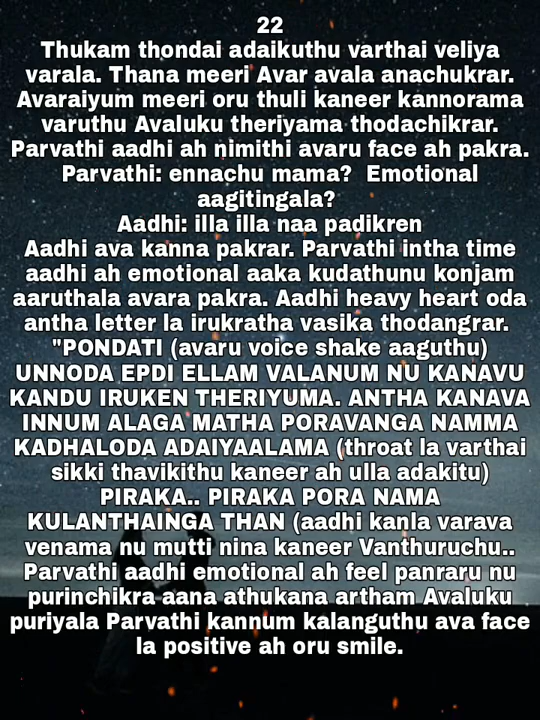 22
Thukam thondai adaikuthu varthai veliya
varala. Thana meeri Avar avala anachukrar.
Avaraiyum meeri oru thuli kaneer kannorama
varuthu Avaluku theriyama thodachikrar.
Parvathi aadhi ah nimithi avaru face ah pakra.
Parvathi: ennachu mama?  Emotional
aagitingala?
Aadhi: illa illa naa padikren
Aadhi ava kanna pakrar. Parvathi intha time
aadhi ah emotional aaka kudathunu konjam
aaruthala avara pakra. Aadhi heavy heart oda
antha letter la irukratha vasika thodangrar.
"PONDATI (avaru voice shake aaguthu)
UNNODA EPDI ELLAM VALANUM NU KANAVU
KANDU IRUKEN THERIYUMA. ANTHA KANAVA
INNUM ALAGA MATHA PORAVANGA NAMMA
KADHALODA ADAIYAALAMA (throat la varthai
sikki thavikithu kaneer ah ulla adakitu)
PIRAKA.. PIRAKA PORA NAMA
KULANTHAINGA THAN (aadhi kanla varava
venama nu mutti nina kaneer Vanthuruchu..
Parvathi aadhi emotional ah feel panraru nu
purinchikra aana athukana artham Avaluku
puriyala Parvathi kannum kalanguthu ava face
la positive ah oru smile.